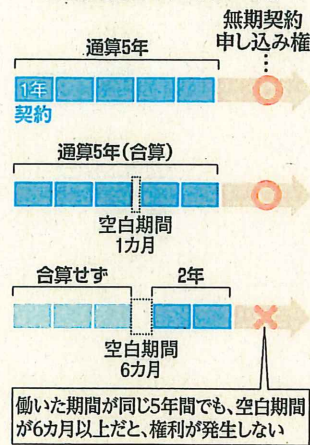 無期契約
申し込み権
通算5年
1年
契約
通算5年(合算)
空白期間
1カ月
合算せず
2年
空白期間
6カ月
働いた期間が同じ5年間でも、空白期間
が6カ月以上だと、権利が発生しない